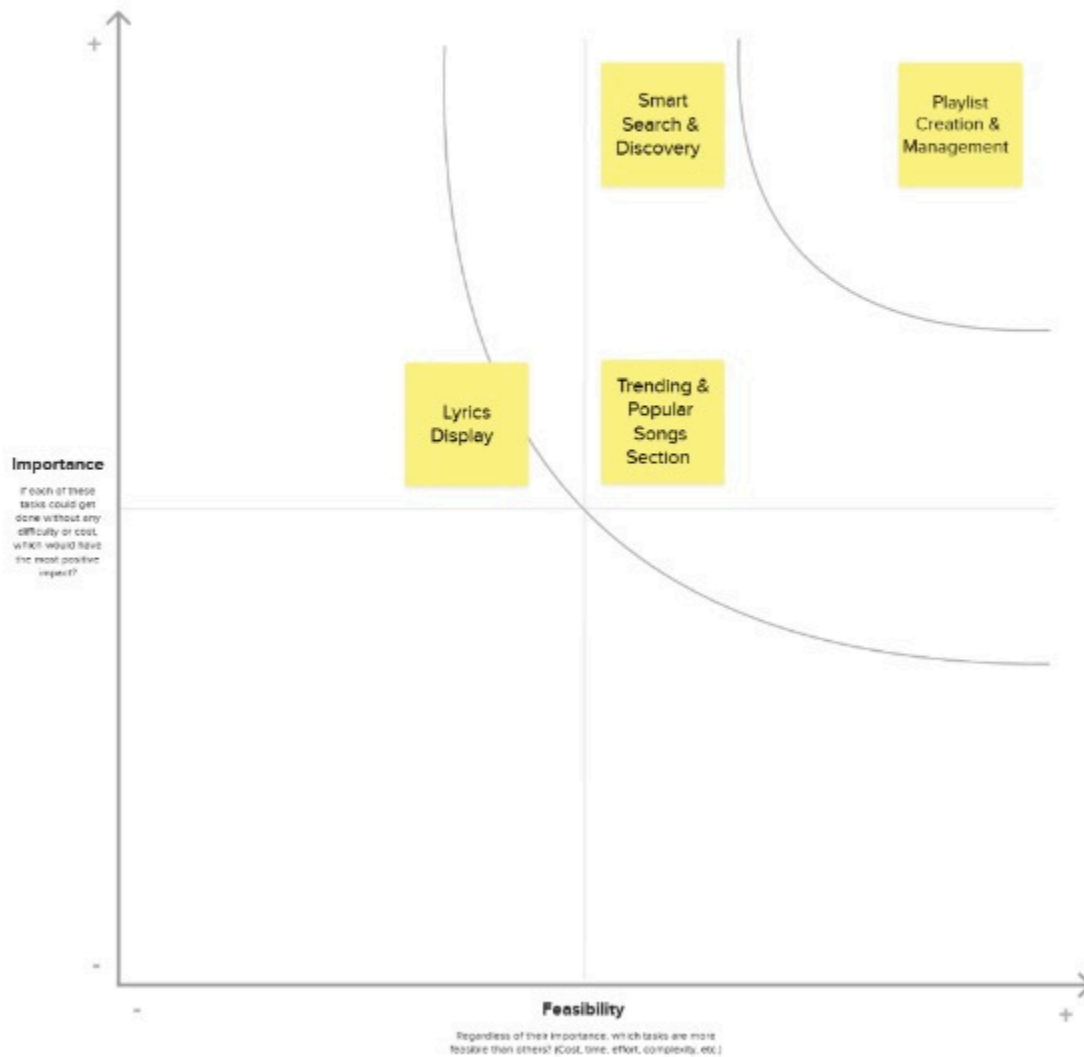 +
Smart
Search &
Discovery
Playlist
Creation &
Management
Lyrics
Display
Trending &
Popular
Songs
Section
Importance
If each of these
tasks could get
done without any
difficulty or cost,
which would have
the most positive
impact?
-
-
Feasibility
+
Regardless of their importance, which tasks are more
feasible than others? (Cost, time, effort, complexity, etc.)